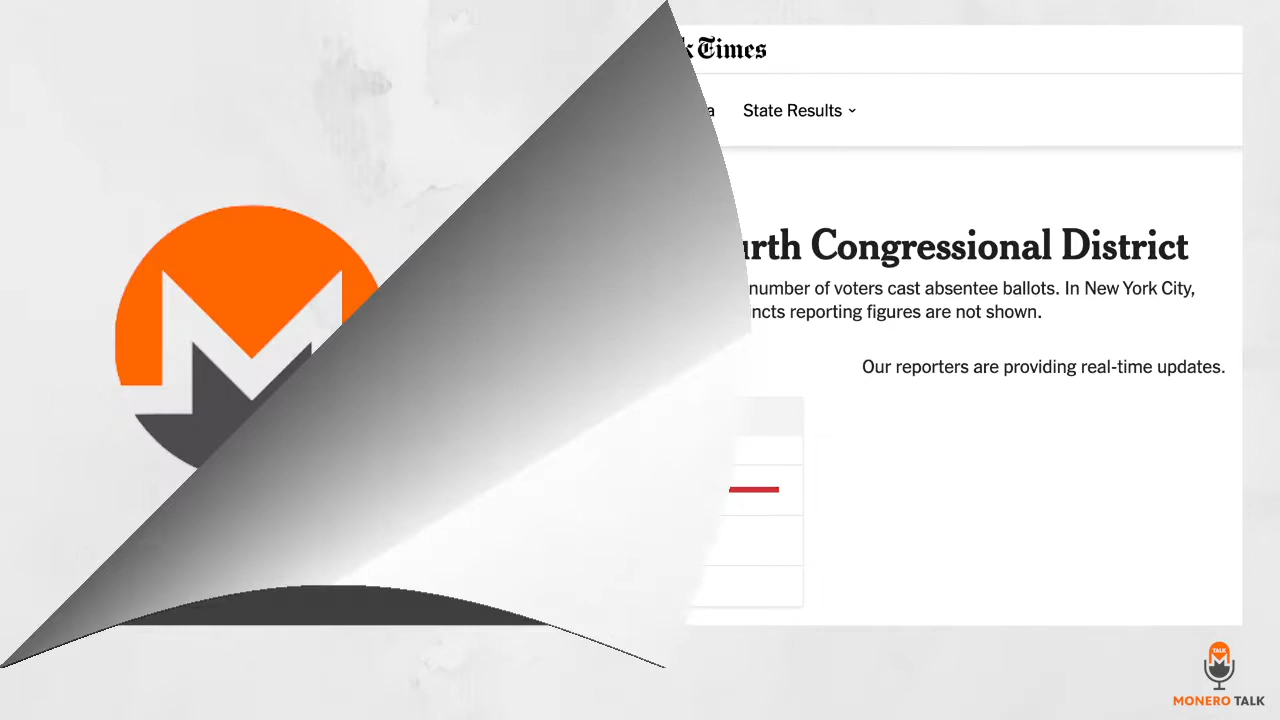 k Times
a State Results
urth Congressional District
number of voters cast absentee ballots. In New York City,
ncts reporting figures are not shown.
Our reporters are providing real-time updates.
TALK
MONERO TALK